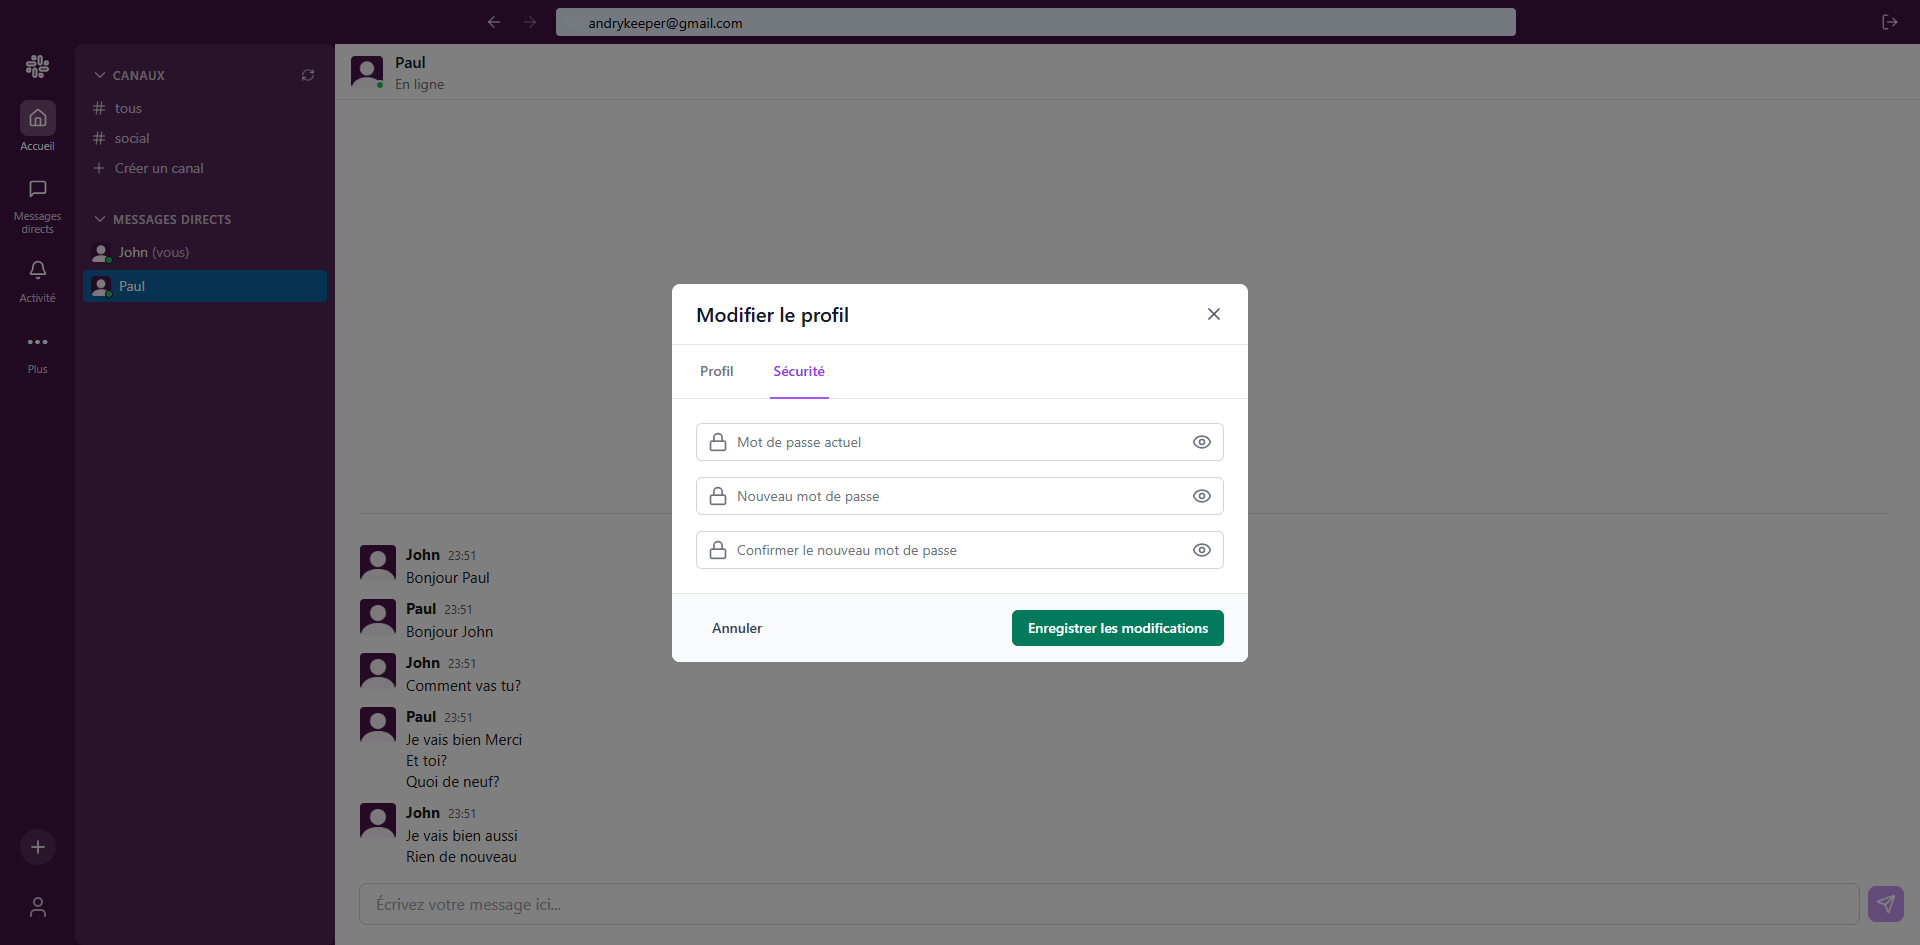 andrykeeper@gmail.com
CANAUX
# tous
# social
+ Créer un canal
MESSAGES DIRECTS
John (vous)
Paul
Accueil
Messages
directs
Activité
Plus
Paul
En ligne
John 23:51
Bonjour Paul
Paul 23:51
Bonjour John
John 23:51
Comment vas tu?
Paul 23:51
Je vais bien Merci
Et toi?
Quoi de neuf?
John 23:51
Je vais bien aussi
Rien de nouveau
Écrivez votre message ici...
Modifier le profil
Profil Sécurité
Mot de passe actuel
Nouveau mot de passe
Confirmer le nouveau mot de passe
Annuler Enregistrer les modifications